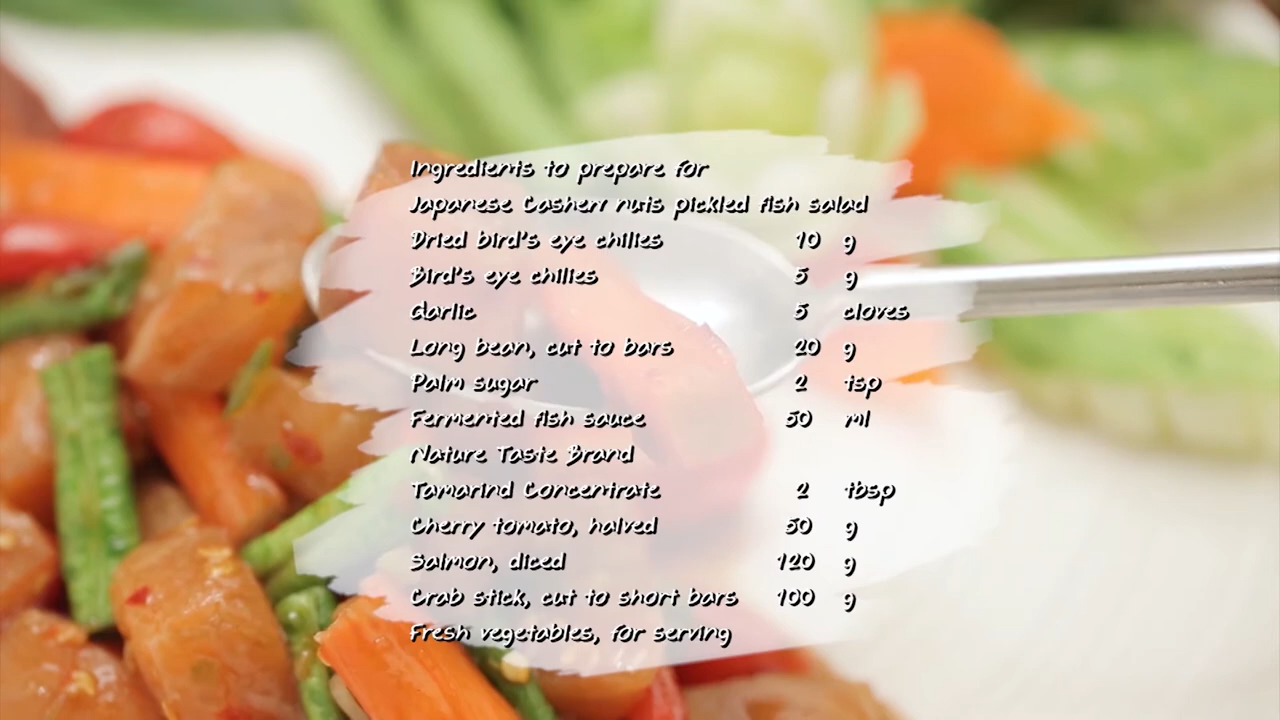 Ingredients to prepare for
Japanese Cashew nuts pickled fish salad
Dried bird's eye chilies 10 g
Bird's eye chilies 5 g
Garlic 5 cloves
Long bean, cut to bars 20 g
Palm sugar 2 tsp
Fermented fish sauce 50 ml
Nature Taste Brand
Tamarind Concentrate 2 tbsp
Cherry tomato, halved 50 g
Salmon, diced 120 g
Crab stick, cut to short bars 100 g
Fresh vegetables, for serving